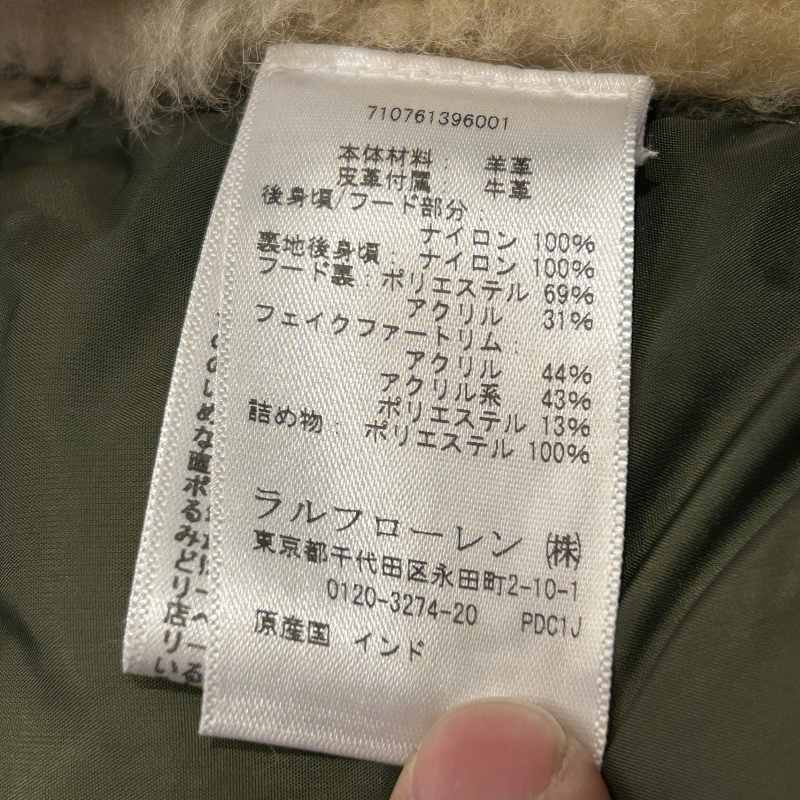 710761396001
本体材料： 羊革
皮革付属： 牛革
後身頃/フード部分：
ナイロン 100%
裏地後身頃： ナイロン 100%
フード裏： ポリエステル 69%
アクリル 31%
フェイクファートリム：
アクリル 44%
アクリル系 43%
ポリエステル 13%
詰め物： ポリエステル 100%
ラルフローレン ㈱
東京都千代田区永田町2-10-1
0120-3274-20 PDC1J
原産国 インド